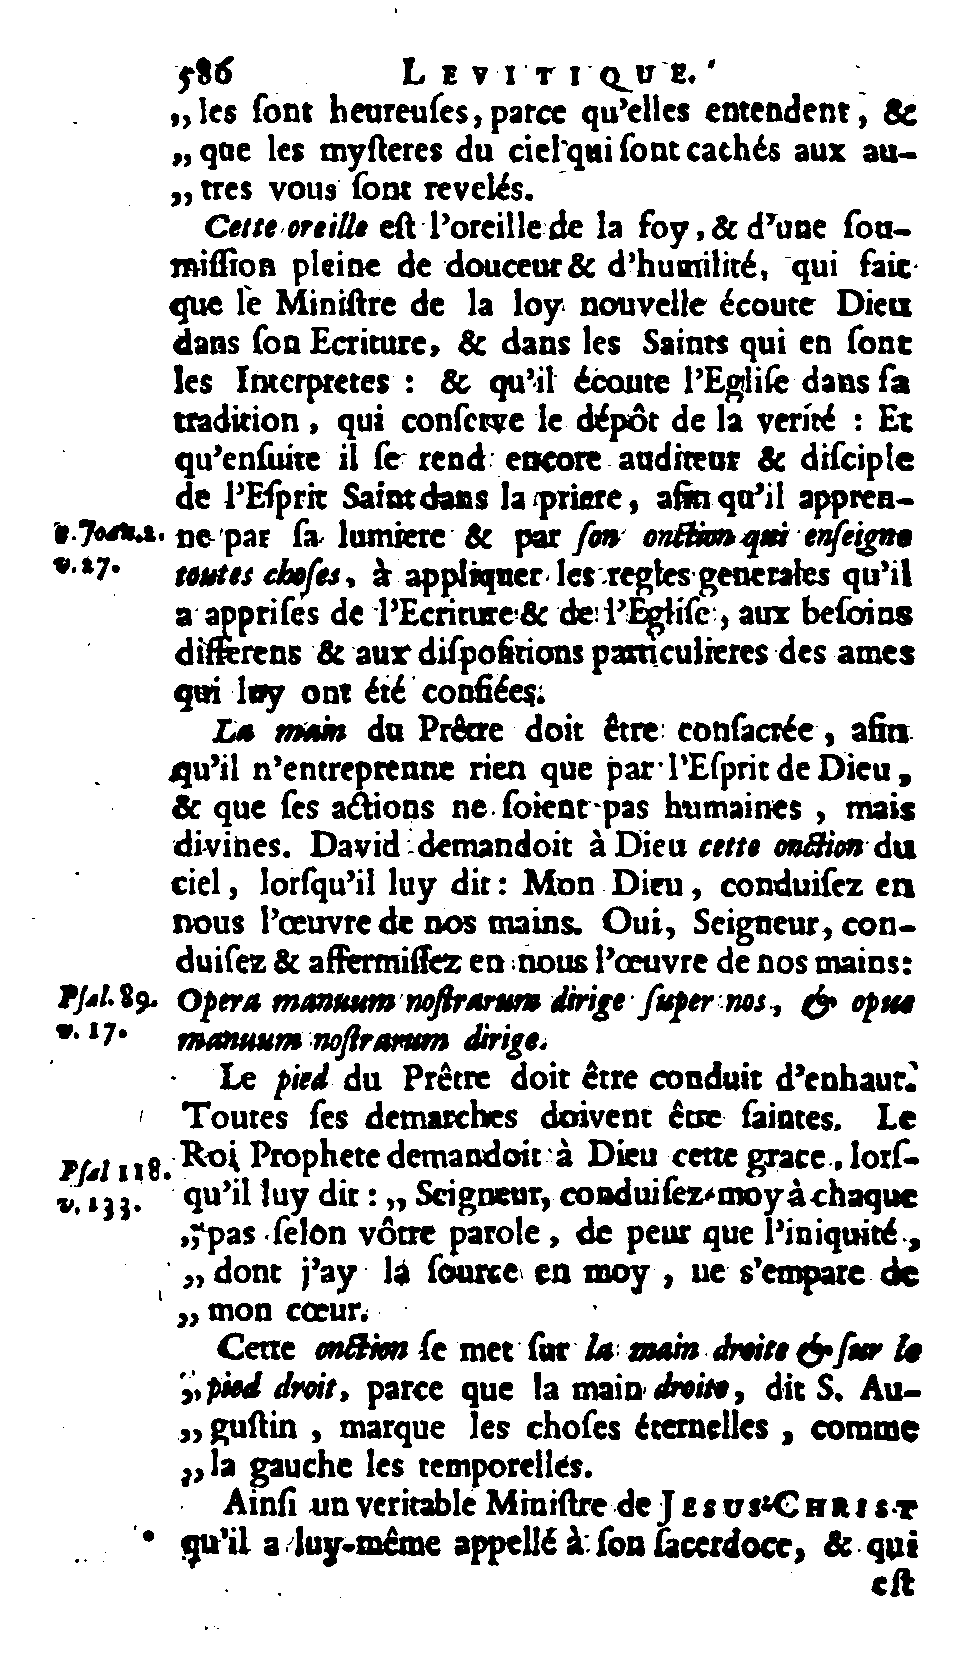 586 LEVITIQUE.
„les ſont heureuſes, parce qu'elles entendent, &
„que les myſteres du ciel qui ſont cachés aux au-
„tres vous ſont revelés.
Cette oreille eſt l'oreille de la foy, & d'une ſou-
miſſion pleine de douceur & d'humilité, qui fait
que le Miniſtre de la loy nouvelle écoute Dieu
dans ſon Ecriture, & dans les Saints qui en ſont
les Interpretes : & qu'il écoute l'Egliſe dans ſa
tradition, qui conſerve le dépôt de la verité : Et
qu'enſuite il ſe rend encore auditeur & diſciple
de l'Eſprit Saint dans la priere, afin qu'il appren-
1. Joan. 2. ne par ſa lumiere & par ſon onction qui enſeigne
v. 27. toutes choſes, à appliquer les regles generales qu'il
a appriſes de l'Ecriture & de l'Egliſe, aux beſoins
differens & aux diſpoſitions particulieres des ames
qui luy ont été confiées.
La main du Prêtre doit être conſacrée, afin
qu'il n'entreprenne rien que par l'Eſprit de Dieu,
& que ſes actions ne ſoient pas humaines, mais
divines. David demandoit à Dieu cette onction du
ciel, lorſqu'il luy dit : Mon Dieu, conduiſez en
nous l'œuvre de nos mains. Oui, Seigneur, con-
duiſez & affermiſſez en nous l'œuvre de nos mains:
Pſal. 89. Opera manuum noſtrarum dirige ſuper nos, & opus
v. 17. manuum noſtrarum dirige.
Le pied du Prêtre doit être conduit d'enhaut.
Toutes ſes demarches doivent être ſaintes. Le
Pſal 118. Roi Prophete demandoit à Dieu cette grace, lorſ-
v. 133. qu'il luy dit : „Seigneur, conduiſez-moy à chaque
„pas ſelon vôtre parole, de peur que l'iniquité,
„dont j'ay la ſource en moy, ne s'empare de
„mon cœur.
Cette onction ſe met ſur la main droite & ſur le
„pied droit, parce que la main droite, dit S. Au-
„guſtin, marque les choſes éternelles, comme
„la gauche les temporelles.
Ainſi un veritable Miniſtre de JESUS-CHRIST
qu'il a luy-même appellé à ſon ſacerdoce, & qui
eſt